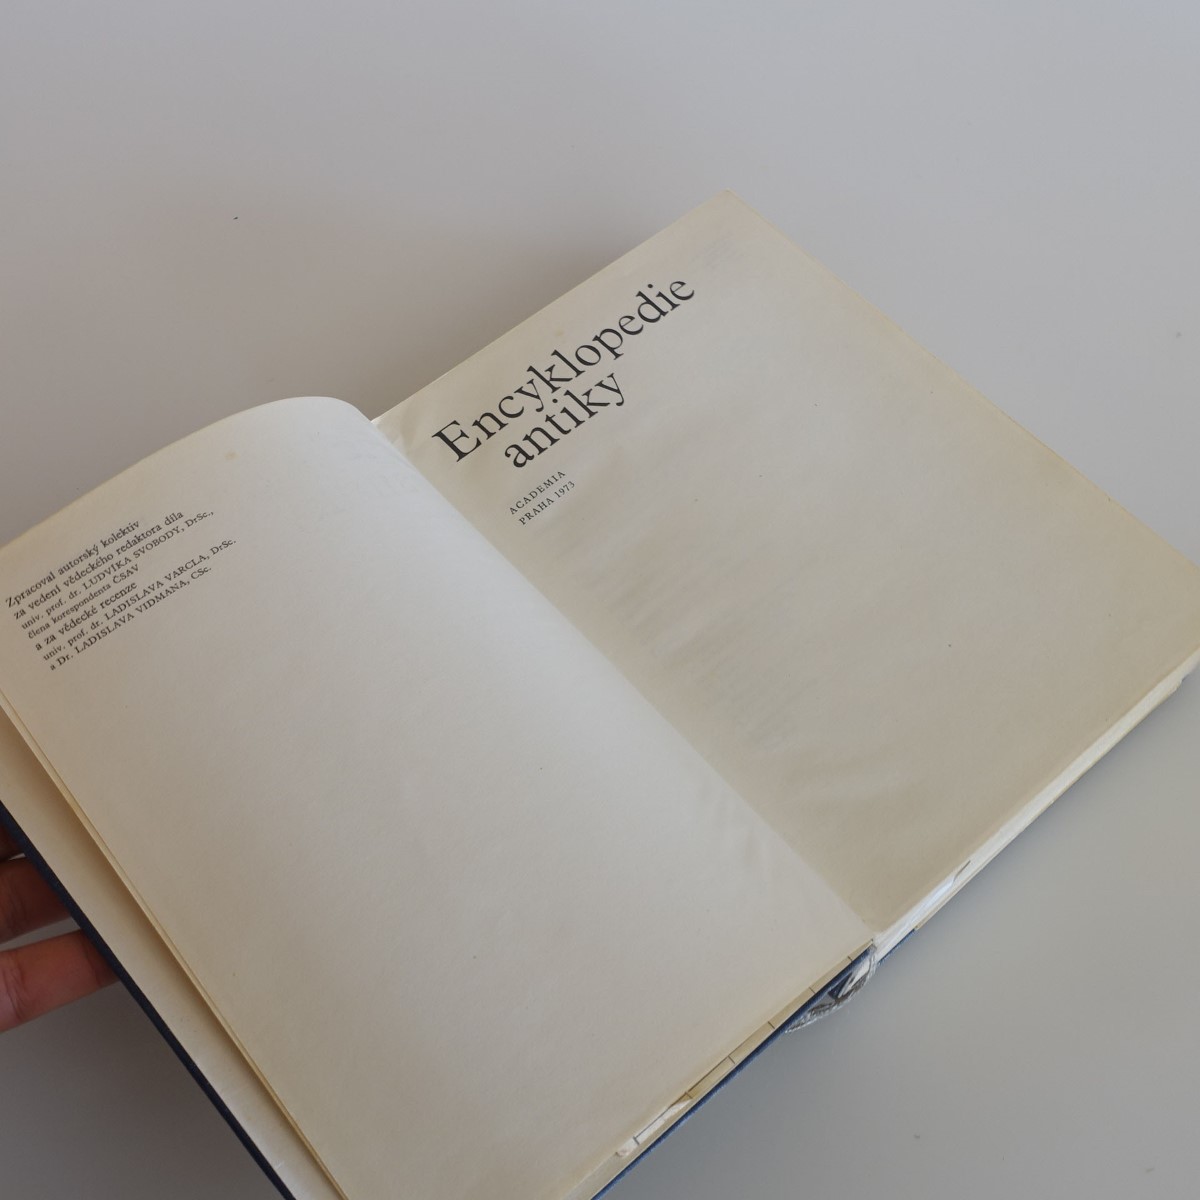 Zpracoval autorský kolektiv
za vedení vědeckého redaktora díla
univ. prof. dr. LUDVÍKA SVOBODY, DrSc.,
člena korespondenta ČSAV
a za vědecké recenze
univ. prof. dr. LADISLAVA VARCLA, DrSc.
a Dr. LADISLAVA VIDMANA, CSc.
Encyklopedie
antiky
ACADEMIA
PRAHA 1973